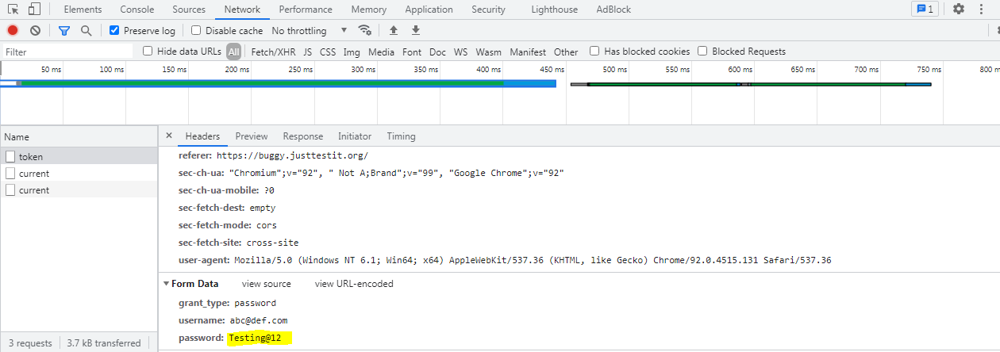 Elements Console Sources Network Performance Memory Application Security Lighthouse AdBlock 1
Preserve log Disable cache No throttling
Filter Hide data URLs All Fetch/XHR JS CSS Img Media Font Doc WS Wasm Manifest Other Has blocked cookies Blocked Requests
50 ms 100 ms 150 ms 200 ms 250 ms 300 ms 350 ms 400 ms 450 ms 500 ms 550 ms 600 ms 650 ms 700 ms 750 ms 800 m
Name × Headers Preview Response Initiator Timing
token referer: https://buggy.justtestit.org/
current sec-ch-ua: "Chromium";v="92", " Not A;Brand";v="99", "Google Chrome";v="92"
current sec-ch-ua-mobile: ?0
sec-fetch-dest: empty
sec-fetch-mode: cors
sec-fetch-site: cross-site
user-agent: Mozilla/5.0 (Windows NT 6.1; Win64; x64) AppleWebKit/537.36 (KHTML, like Gecko) Chrome/92.0.4515.131 Safari/537.36
Form Data view source view URL-encoded
grant_type: password
username: abc@def.com
password: Testing@12
3 requests 3.7 kB transferred